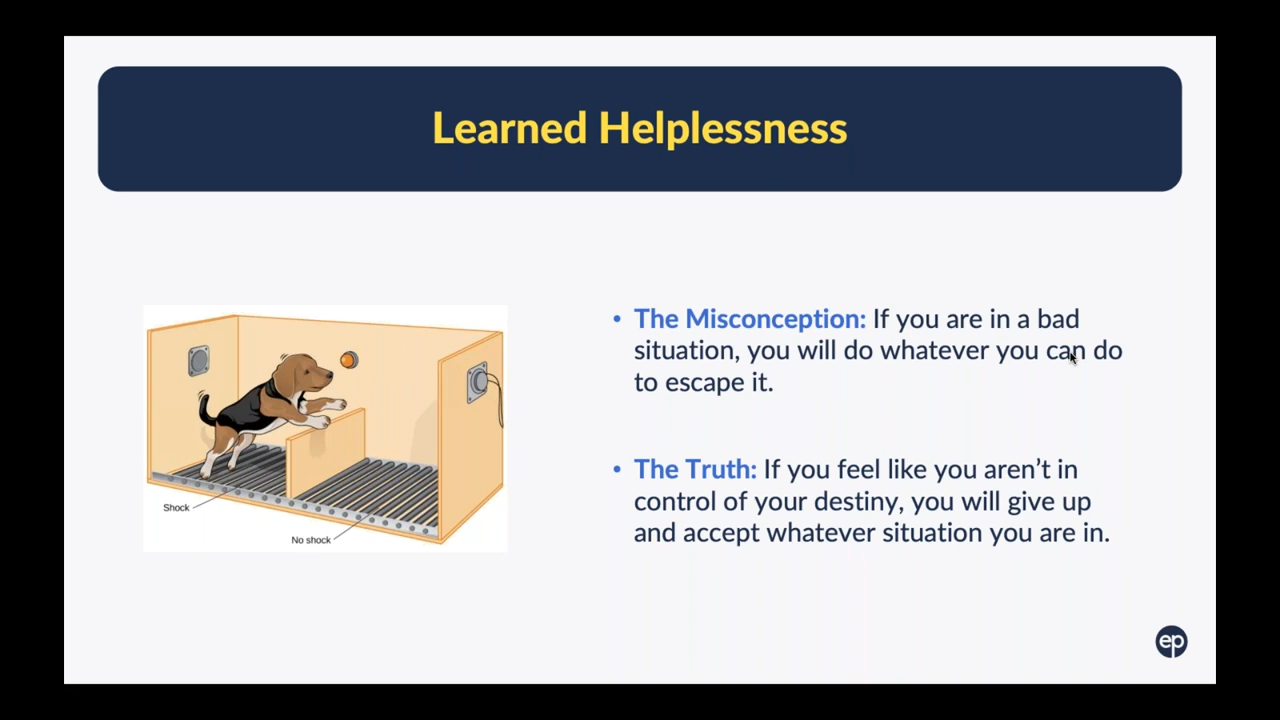 Learned Helplessness
• The Misconception: If you are in a bad
situation, you will do whatever you can do
to escape it.
Shock
No shock
• The Truth: If you feel like you aren’t in
control of your destiny, you will give up
and accept whatever situation you are in.
ep